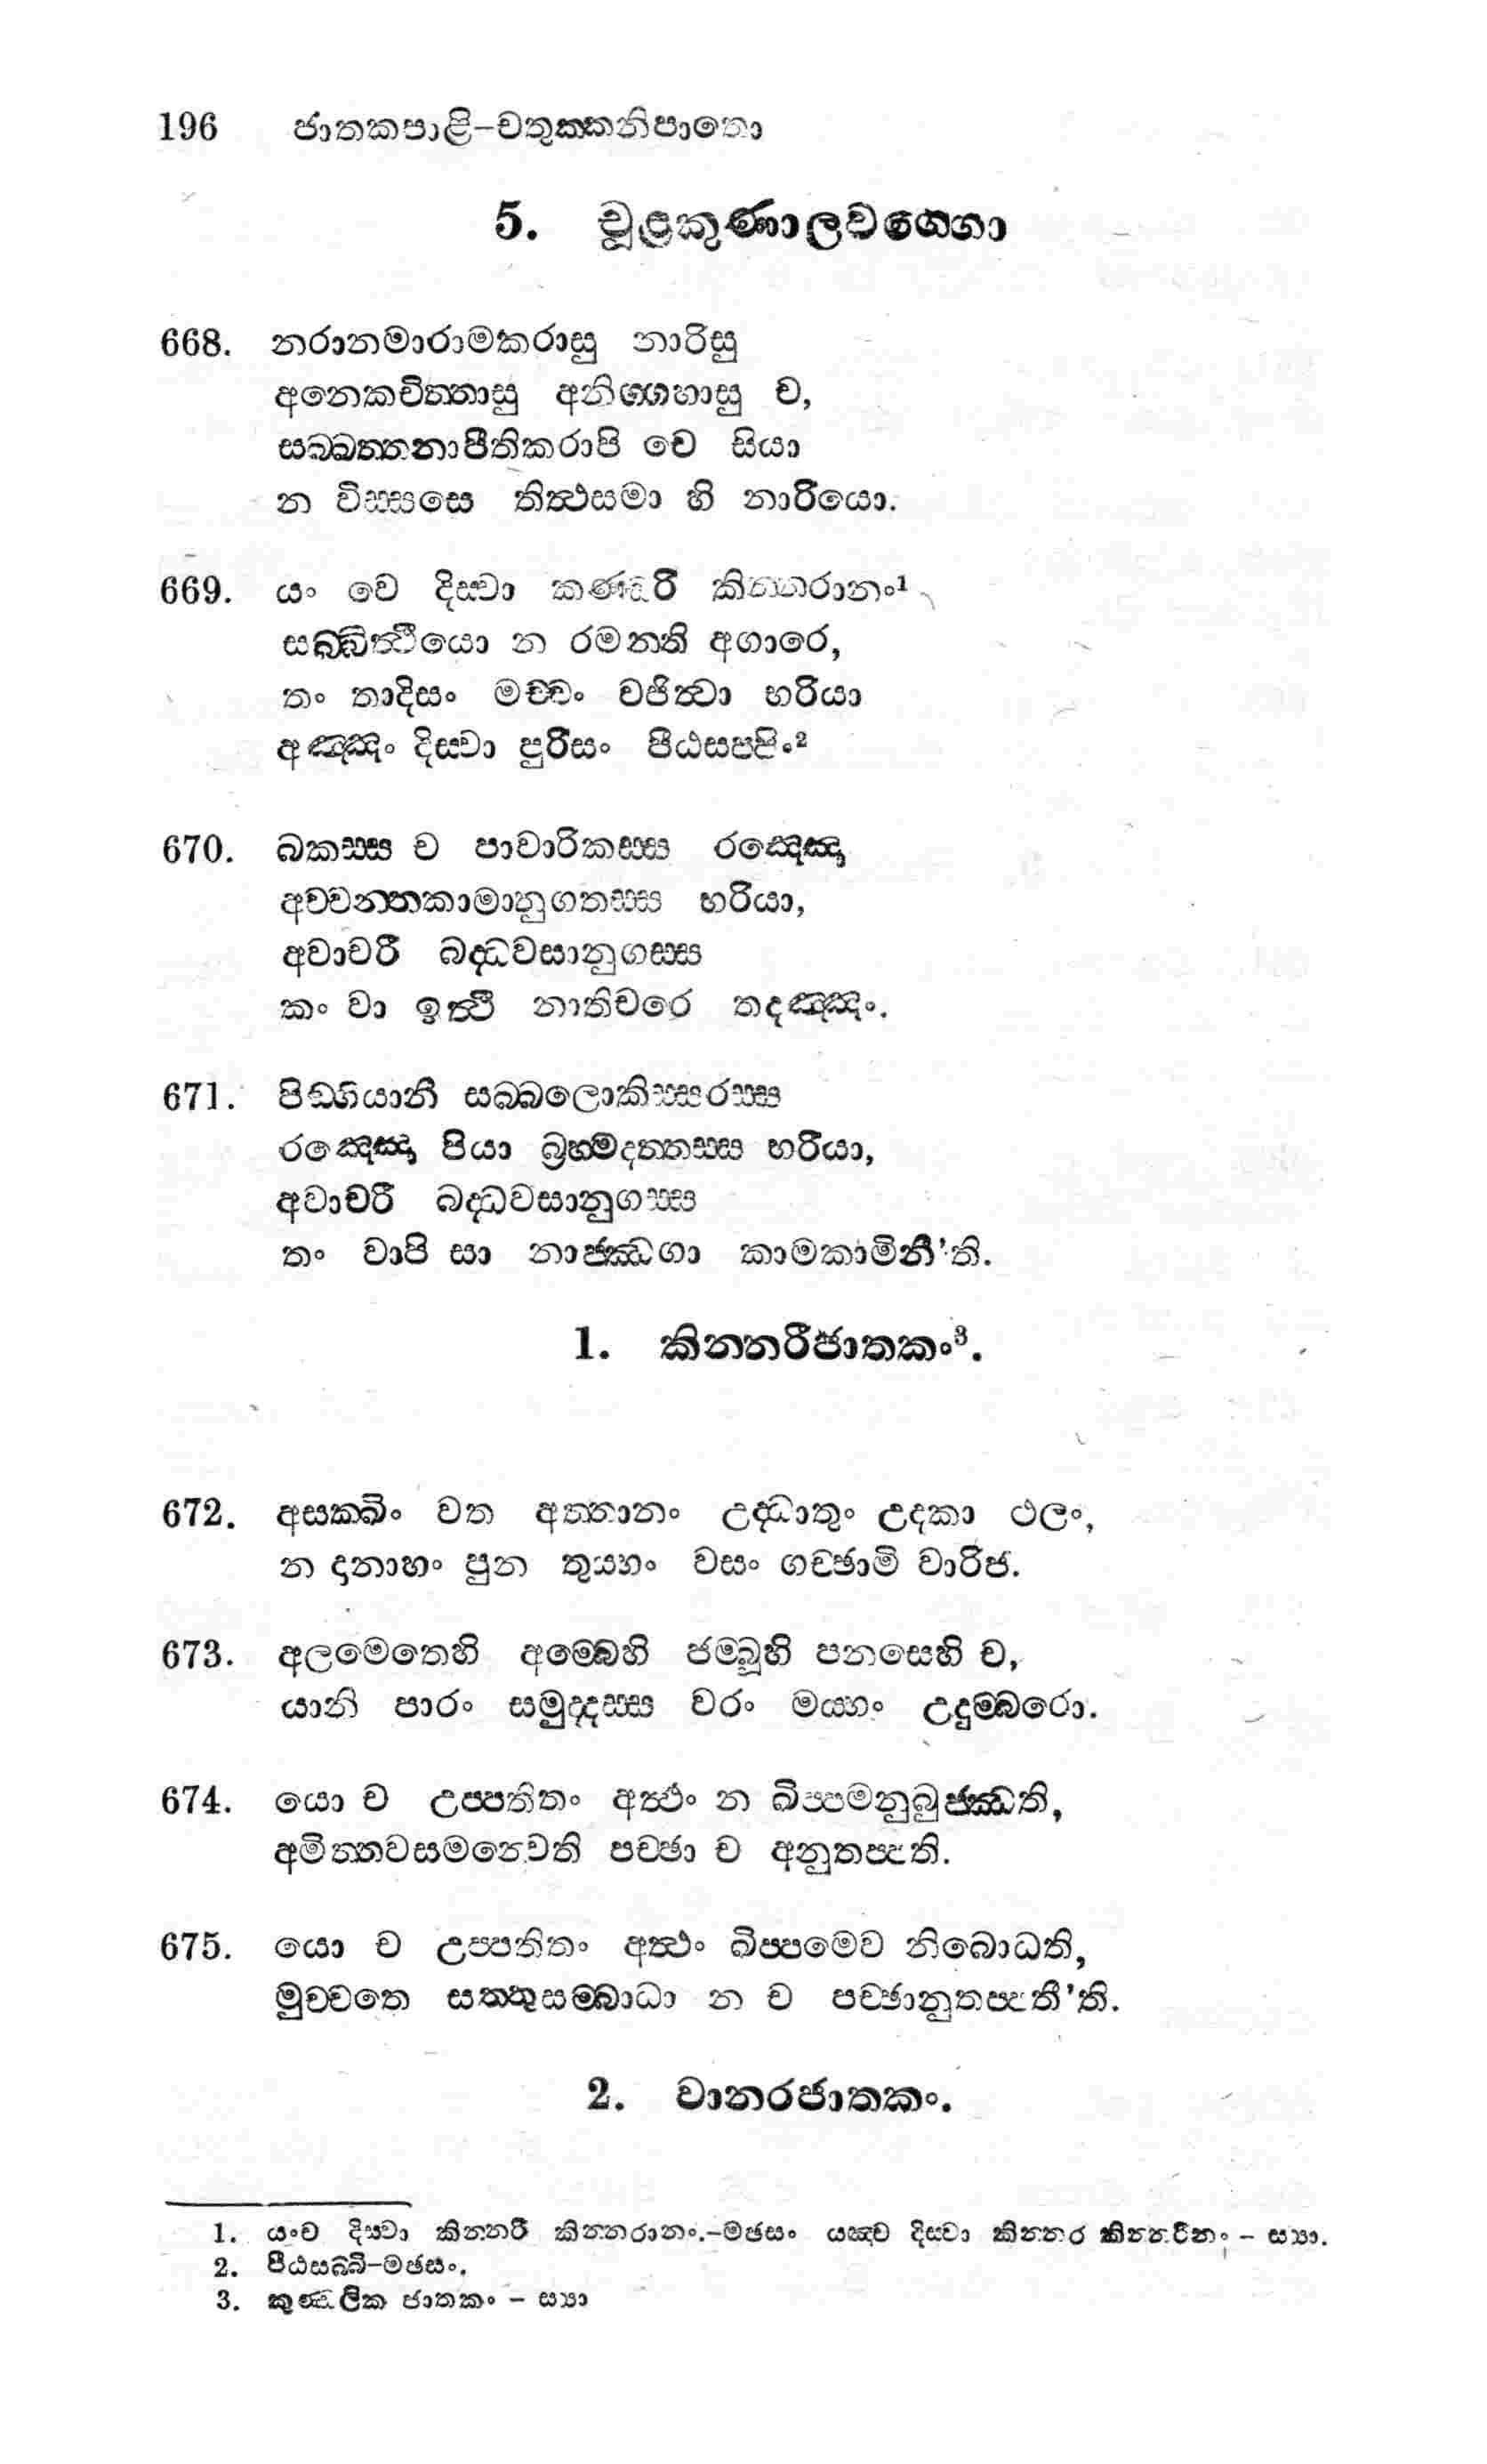 196 ජාතකපාළි-චතුක්කනිපාතො
5. චූළකුණාලවග්ගො
668. නරානමාරාමකරාසු නාරිසු
අනෙකචිත්තාසු අනිග්ගහාසු ච,
සබ්බත්තනාපීතිකරාපි චෙ සියා
න විස්සසෙ තිත්ථසමා හි නාරියො.
669. යං වෙ දිස්වා කණ්ඩරී කින්නරානං¹
සබ්බිත්ථියො න රමන්ති අගාරෙ,
තං තාදිසං මච්චං චජිත්වා භරියා
අඤ්ඤං දිස්වා පුරිසං පීඨසප්පිං²
670. බකස්ස ච පාවාරිකස්ස රඤ්ඤො
අච්චන්තකාමානුගතස්ස භරියා,
අවාචරී බද්ධවසානුගස්ස
කං වා ඉත්ථී නාතිචරෙ තදඤ්ඤං.
671. පිඞ්ගියානී සබ්බලොකිස්සරස්ස
රඤ්ඤො පියා බ්‍රහ්මදත්තස්ස භරියා,
අවාචරී බද්ධවසානුගස්ස
තං වාපි සා නාජ්ඣගා කාමකාමිනී'ති.
1. කින්නරීජාතකං³.
672. අසක්ඛිං වත අත්තානං උද්ධාතුං උදකා ථලං,
න දානාහං පුන තුය්හං වසං ගච්ඡාමි වාරිජ.
673. අලමෙතෙහි අම්බෙහි ජම්බූහි පනසෙහි ච,
යානි පාරං සමුද්දස්ස වරං මය්හං උදුම්බරො.
674. යො ච උප්පතිතං අත්ථං න ඛිප්පමනුබුජ්ඣති,
අමිත්තවසමන්වෙති පච්ඡා ච අනුතප්පති.
675. යො ච උප්පතිතං අත්ථං ඛිප්පමෙව නිබොධති,
මුච්චතෙ සත්තුසම්බාධා න ච පච්ඡානුතප්පතී'ති.
2. වානරජාතකං.
1. යංච දිස්වා කින්නරී කින්නරානං.-මඡසං යඤ්ච දිස්වා කින්නර කින්නරීනං - ස්‍යා.
2. පීඨසබ්බි-මඡසං.
3. කුණ්ඩලික ජාතකං - ස්‍යා